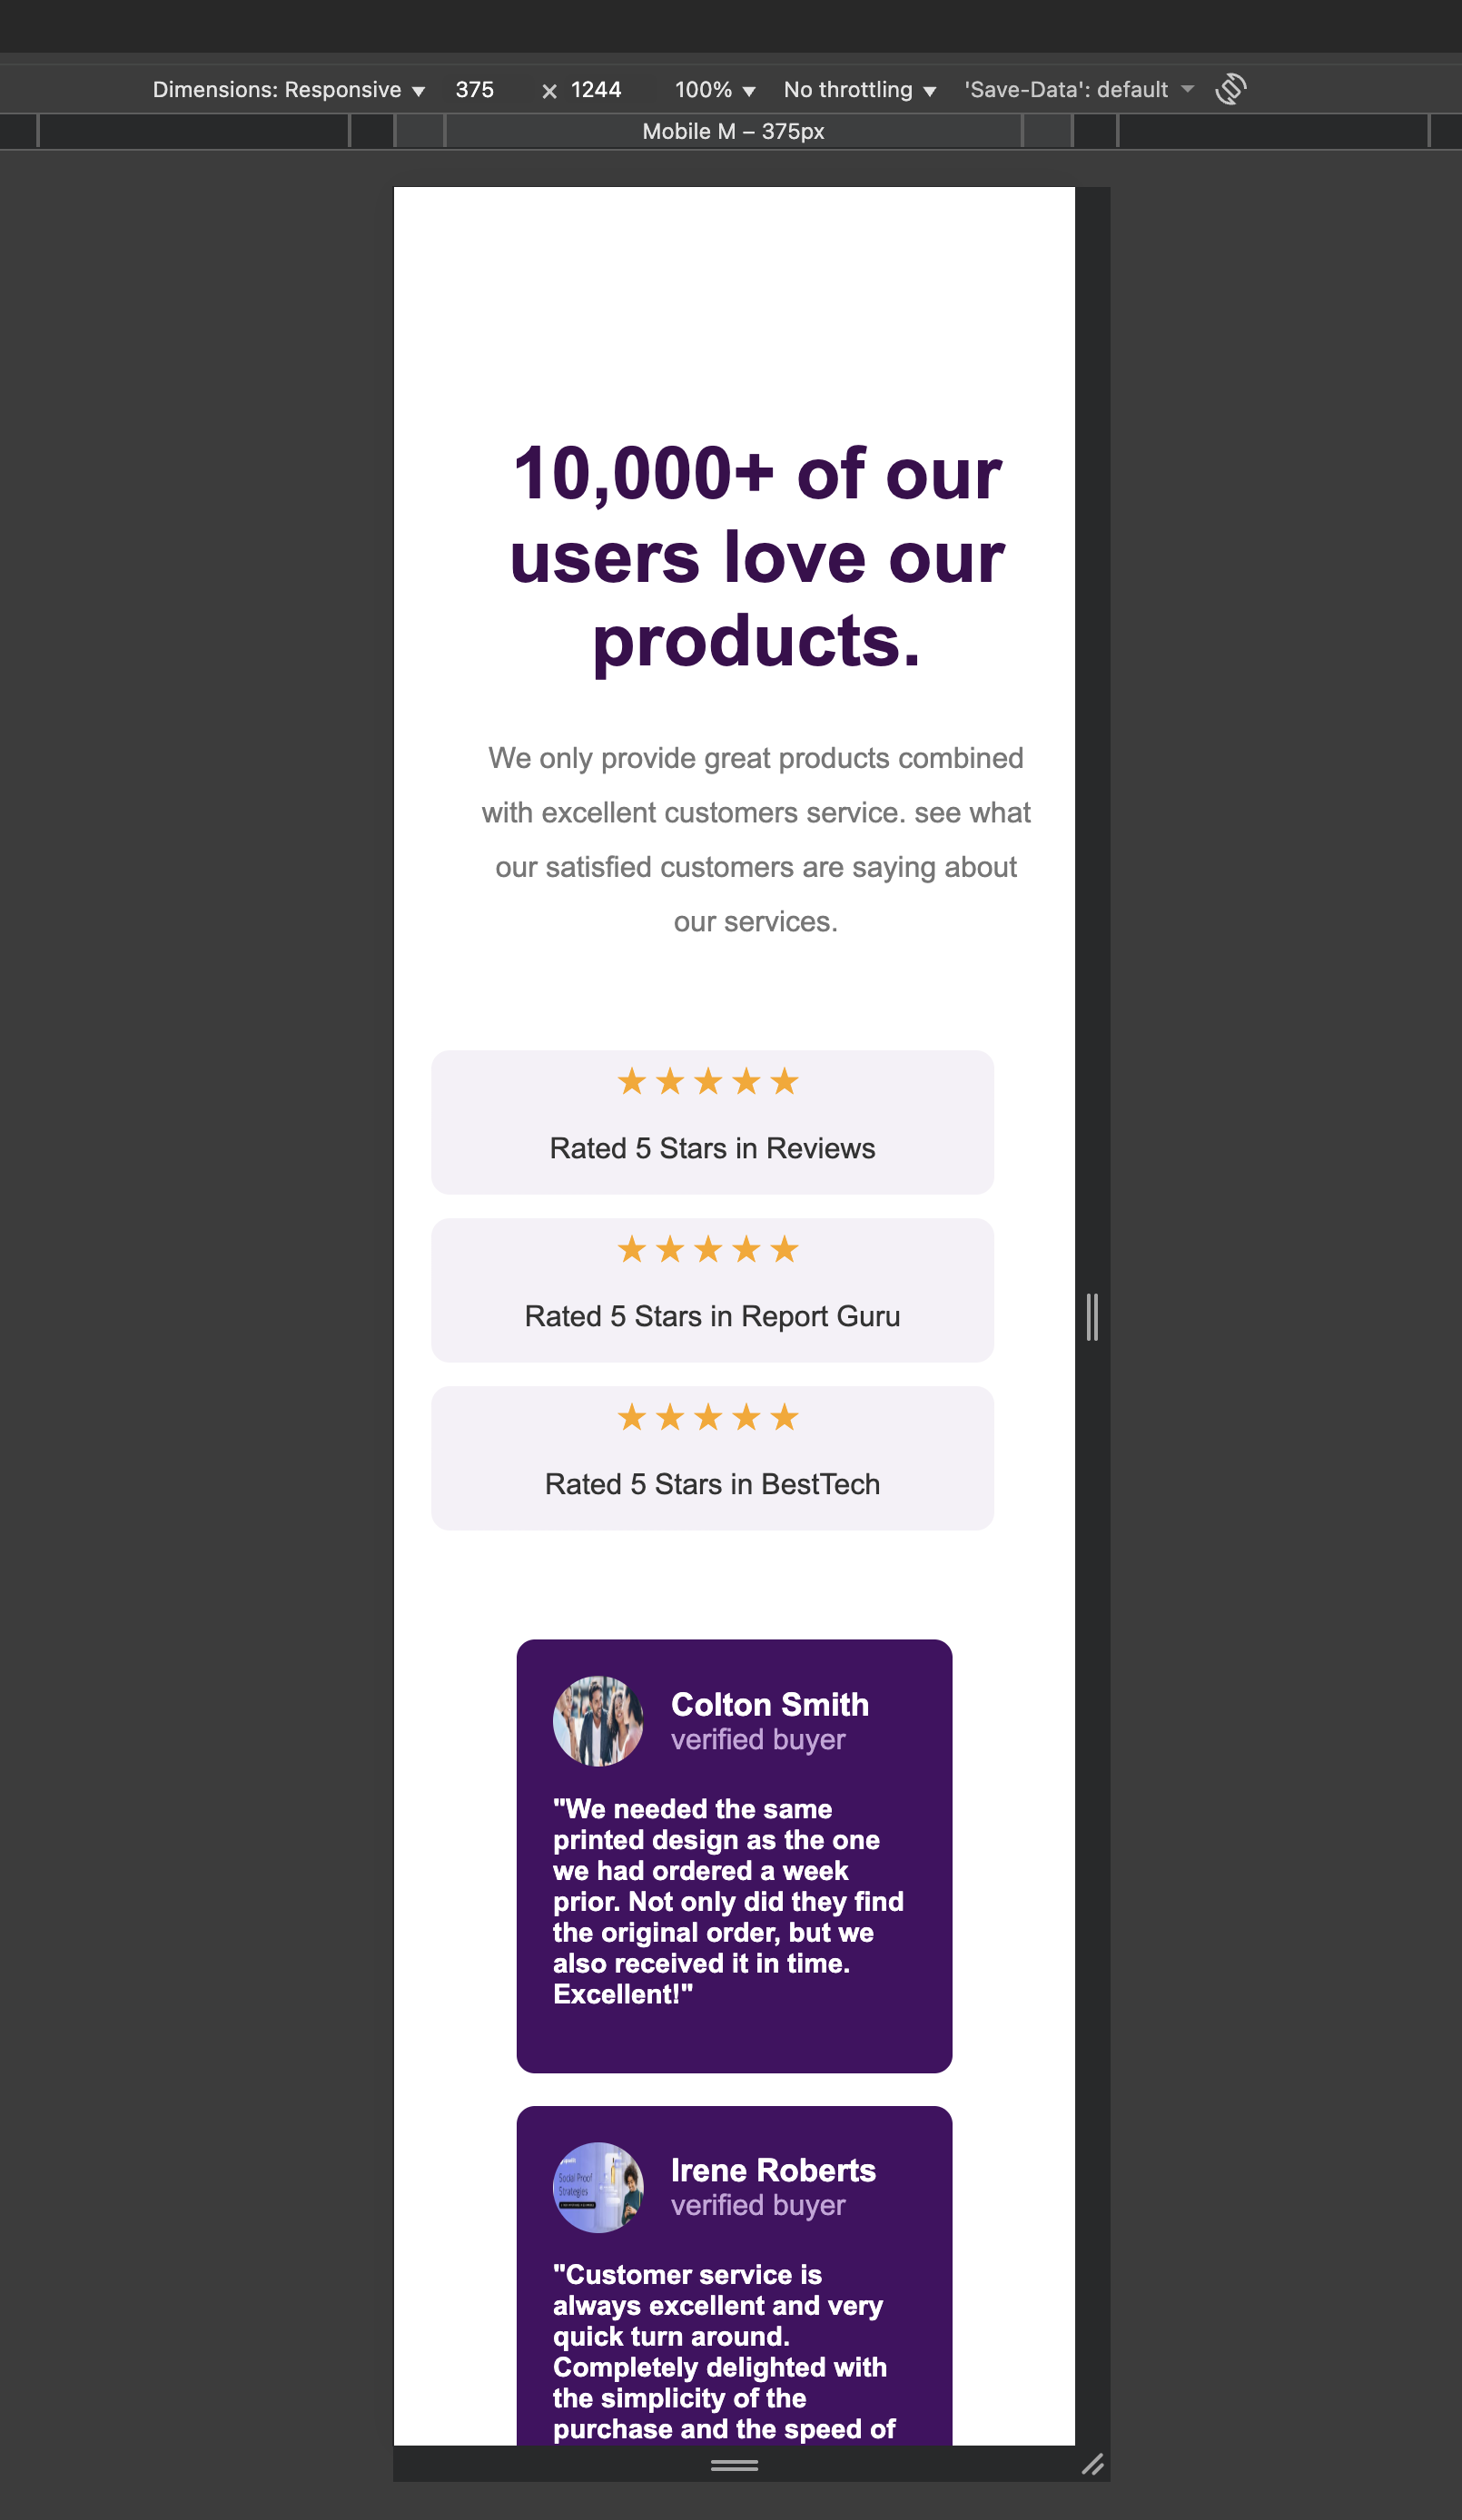 Dimensions: Responsive ▼ 375 × 1244 100% ▼ No throttling ▼ 'Save-Data': default ▼
Mobile M – 375px
10,000+ of our
users love our
products.
We only provide great products combined
with excellent customers service. see what
our satisfied customers are saying about
our services.
★★★★★
Rated 5 Stars in Reviews
★★★★★
Rated 5 Stars in Report Guru
★★★★★
Rated 5 Stars in BestTech
Colton Smith
verified buyer
"We needed the same
printed design as the one
we had ordered a week
prior. Not only did they find
the original order, but we
also received it in time.
Excellent!"
Social Proof
Strategies
Irene Roberts
verified buyer
"Customer service is
always excellent and very
quick turn around.
Completely delighted with
the simplicity of the
purchase and the speed of